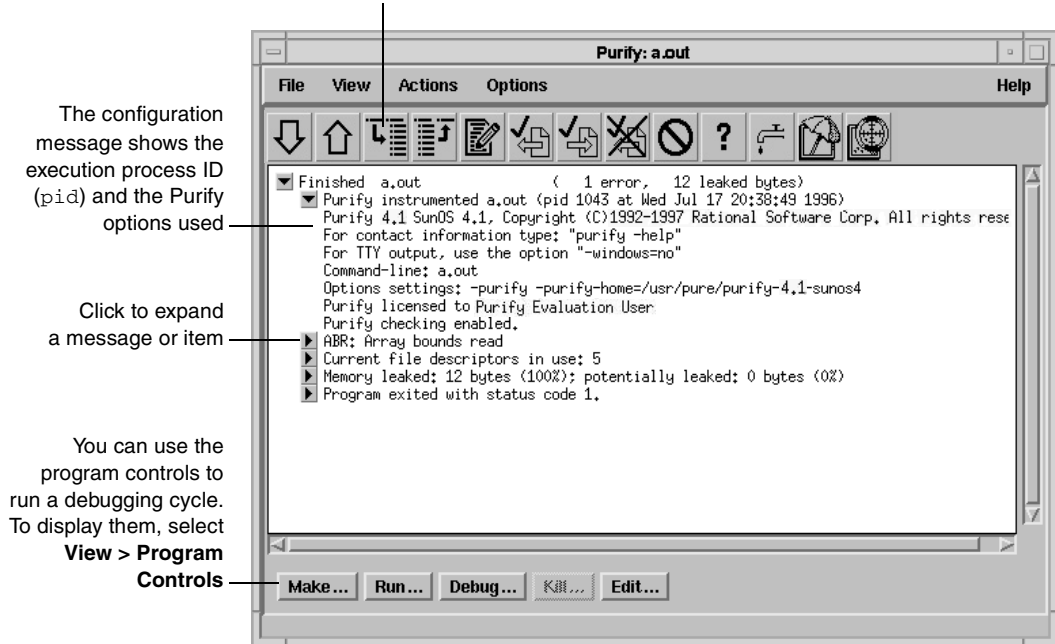 Purify: a.out
File View Actions Options Help
?
The configuration
message shows the
execution process ID
(pid) and the Purify
options used
Finished a.out ( 1 error, 12 leaked bytes)
Purify instrumented a.out (pid 1043 at Wed Jul 17 20:38:49 1996)
Purify 4.1 SunOS 4.1, Copyright (C)1992-1997 Rational Software Corp. All rights rese
For contact information type: "purify -help"
For TTY output, use the option "-windows=no"
Command-line: a.out
Options settings: -purify -purify-home=/usr/pure/purify-4.1-sunos4
Purify licensed to Purify Evaluation User
Purify checking enabled.
Click to expand
a message or item
ABR: Array bounds read
Current file descriptors in use: 5
Memory leaked: 12 bytes (100%); potentially leaked: 0 bytes (0%)
Program exited with status code 1.
You can use the
program controls to
run a debugging cycle.
To display them, select
View > Program
Controls
Make... Run... Debug... Kill... Edit...